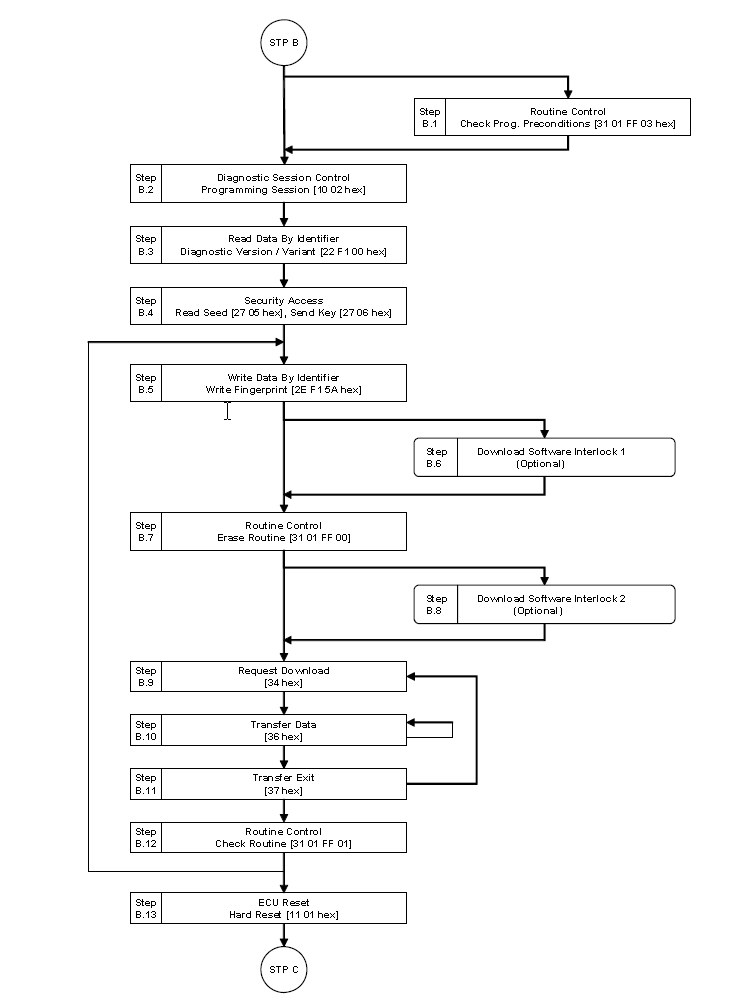 STP B
Step
B.1
Routine Control
Check Prog. Preconditions [31 01 FF 03 hex]
Step
B.2
Diagnostic Session Control
Programming Session [10 02 hex]
Step
B.3
Read Data By Identifier
Diagnostic Version / Variant [22 F1 00 hex]
Step
B.4
Security Access
Read Seed [27 05 hex], Send Key [27 06 hex]
Step
B.5
Write Data By Identifier
Write Fingerprint [2E F1 5A hex]
Step
B.6
Download Software Interlock 1
(Optional)
Step
B.7
Routine Control
Erase Routine [31 01 FF 00]
Step
B.8
Download Software Interlock 2
(Optional)
Step
B.9
Request Download
[34 hex]
Step
B.10
Transfer Data
[36 hex]
Step
B.11
Transfer Exit
[37 hex]
Step
B.12
Routine Control
Check Routine [31 01 FF 01]
Step
B.13
ECU Reset
Hard Reset [11 01 hex]
STP C